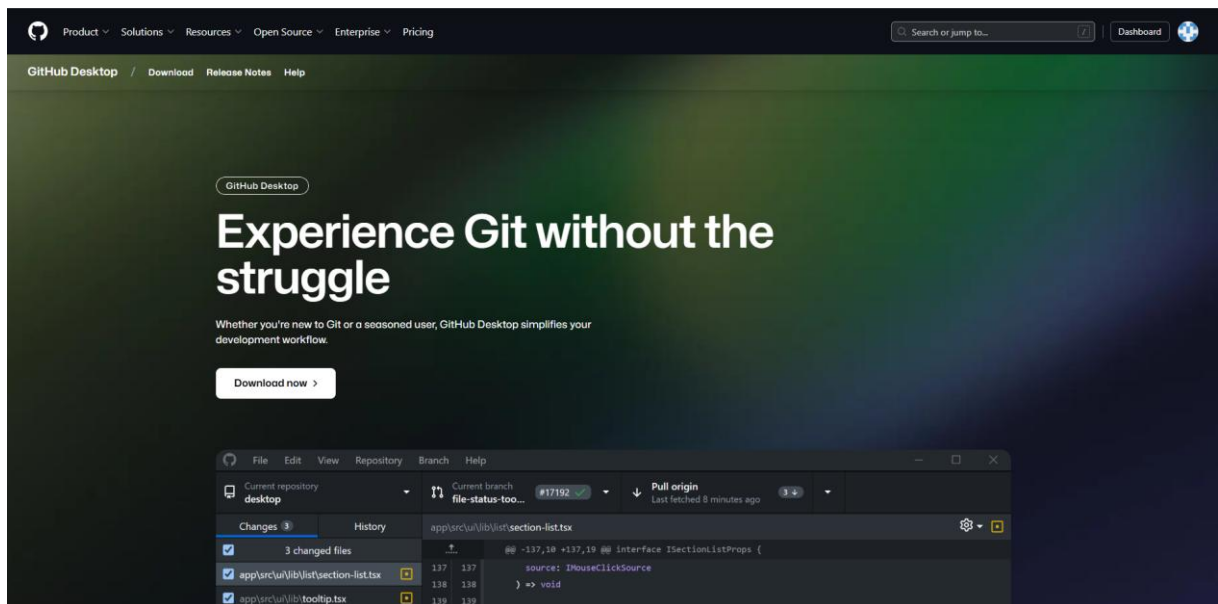 Product Solutions Resources Open Source Enterprise Pricing Search or jump to... / Dashboard
GitHub Desktop / Download Release Notes Help
GitHub Desktop
Experience Git without the
struggle
Whether you're new to Git or a seasoned user, GitHub Desktop simplifies your
development workflow.
Download now >
File Edit View Repository Branch Help
Current repository
desktop
Current branch
file-status-too... #17192
Pull origin
Last fetched 8 minutes ago
3
Changes 3 History
app\src\ui\lib\list\section-list.tsx
3 changed files
@@ -137,10 +137,19 @@ interface ISectionListProps {
app\src\ui\lib\list\section-list.tsx
137 137 source: IMouseClickSource
138 138 ) => void
app\src\ui\lib\tooltip.tsx
139 139